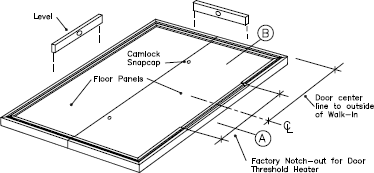 Level
B
Camlock
Snapcap
Floor Panels
Door center
line to outside
of Walk-In
CL
A
Factory Notch-out for Door
Threshold Heater